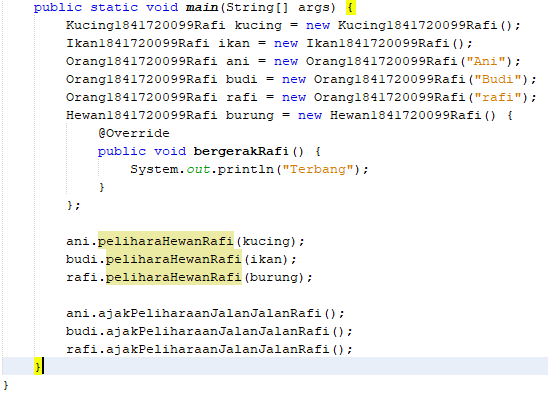 public static void main(String[] args) {
Kucing1841720099Rafi kucing = new Kucing1841720099Rafi();
Ikan1841720099Rafi ikan = new Ikan1841720099Rafi();
Orang1841720099Rafi ani = new Orang1841720099Rafi("Ani");
Orang1841720099Rafi budi = new Orang1841720099Rafi("Budi");
Orang1841720099Rafi rafi = new Orang1841720099Rafi("rafi");
Hewan1841720099Rafi burung = new Hewan1841720099Rafi() {
@Override
public void bergerakRafi() {
System.out.println("Terbang");
}
};
ani.peliharaHewanRafi(kucing);
budi.peliharaHewanRafi(ikan);
rafi.peliharaHewanRafi(burung);
ani.ajakPeliharaanJalanJalanRafi();
budi.ajakPeliharaanJalanJalanRafi();
rafi.ajakPeliharaanJalanJalanRafi();
}
}